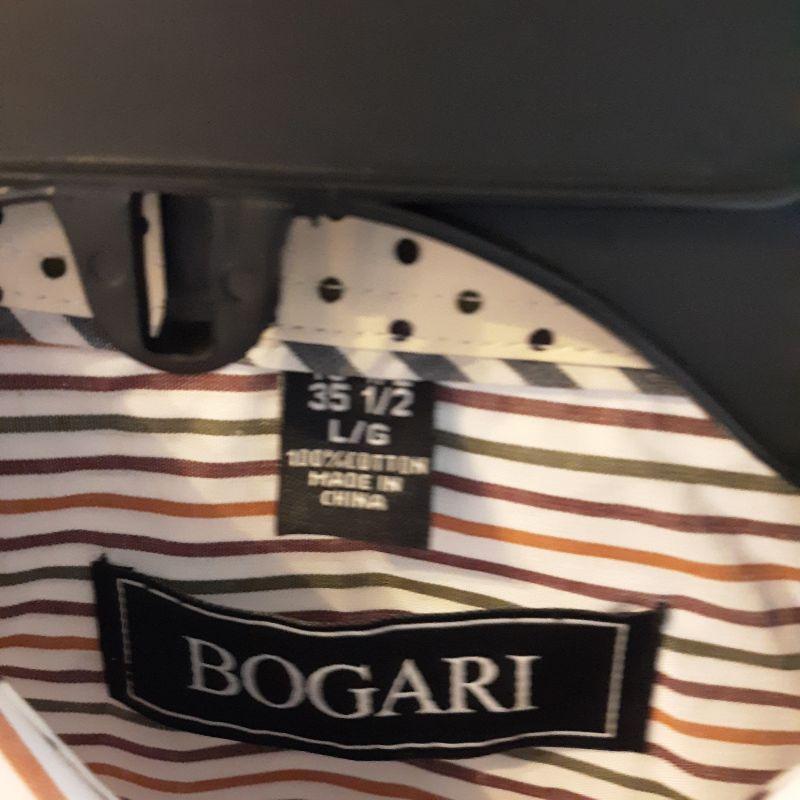 35 1/2
L/G
100%COTTON
MADE IN
CHINA
BOGARI